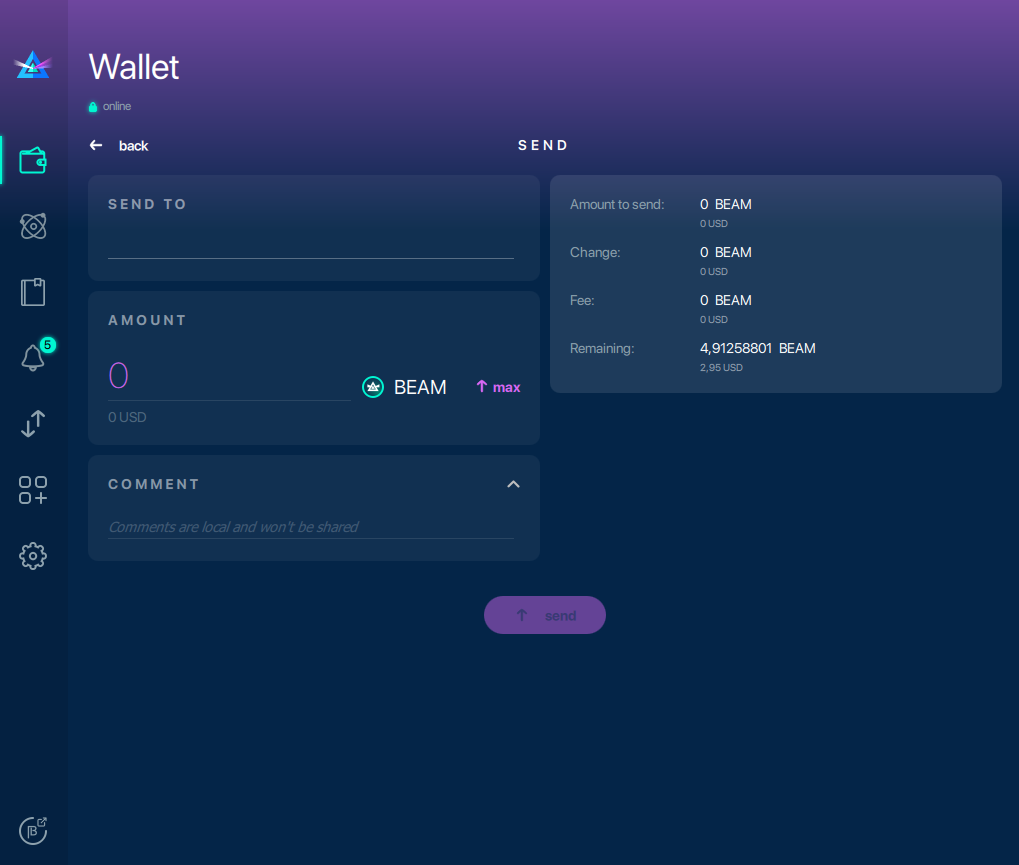 Wallet
online
back
SEND
SEND TO
AMOUNT
0
BEAM
max
0 USD
COMMENT
Comments are local and won't be shared
Amount to send: 0 BEAM
0 USD
Change: 0 BEAM
0 USD
Fee: 0 BEAM
0 USD
Remaining: 4,91258801 BEAM
2,95 USD
send
5
B